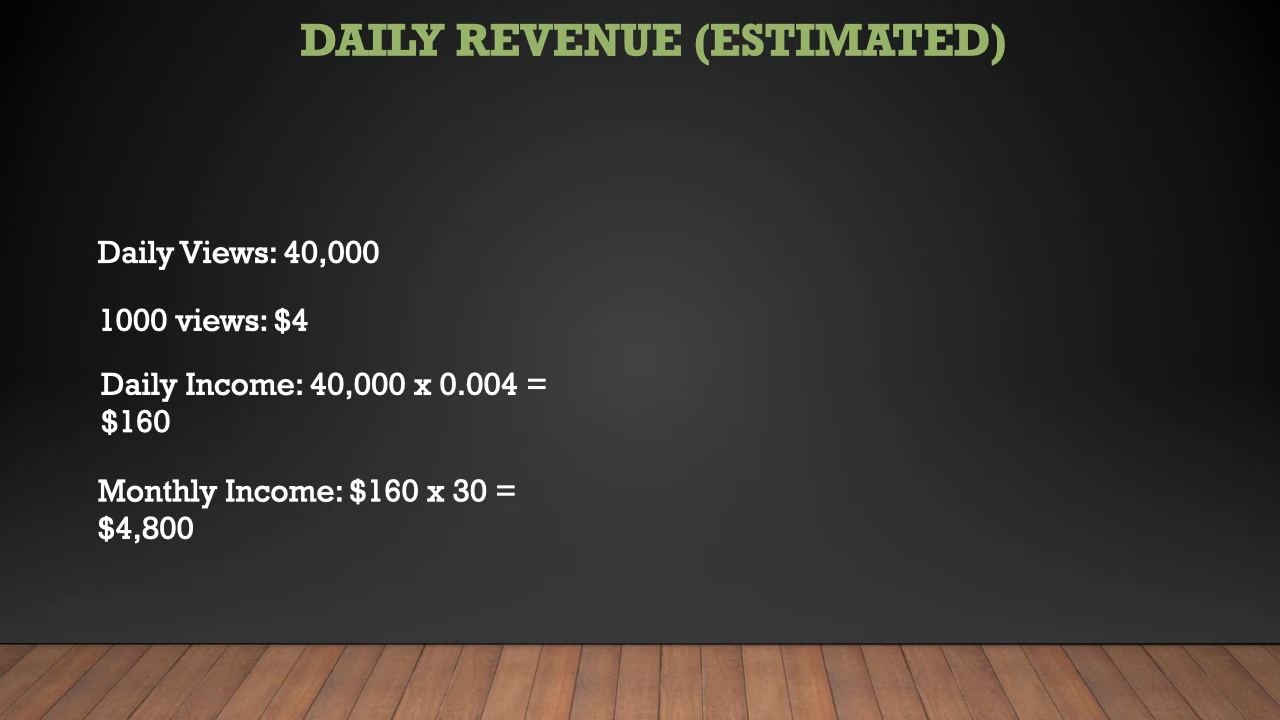 DAILY REVENUE (ESTIMATED)
Daily Views: 40,000
1000 views: $4
Daily Income: 40,000 x 0.004 =
$160
Monthly Income: $160 x 30 =
$4,800